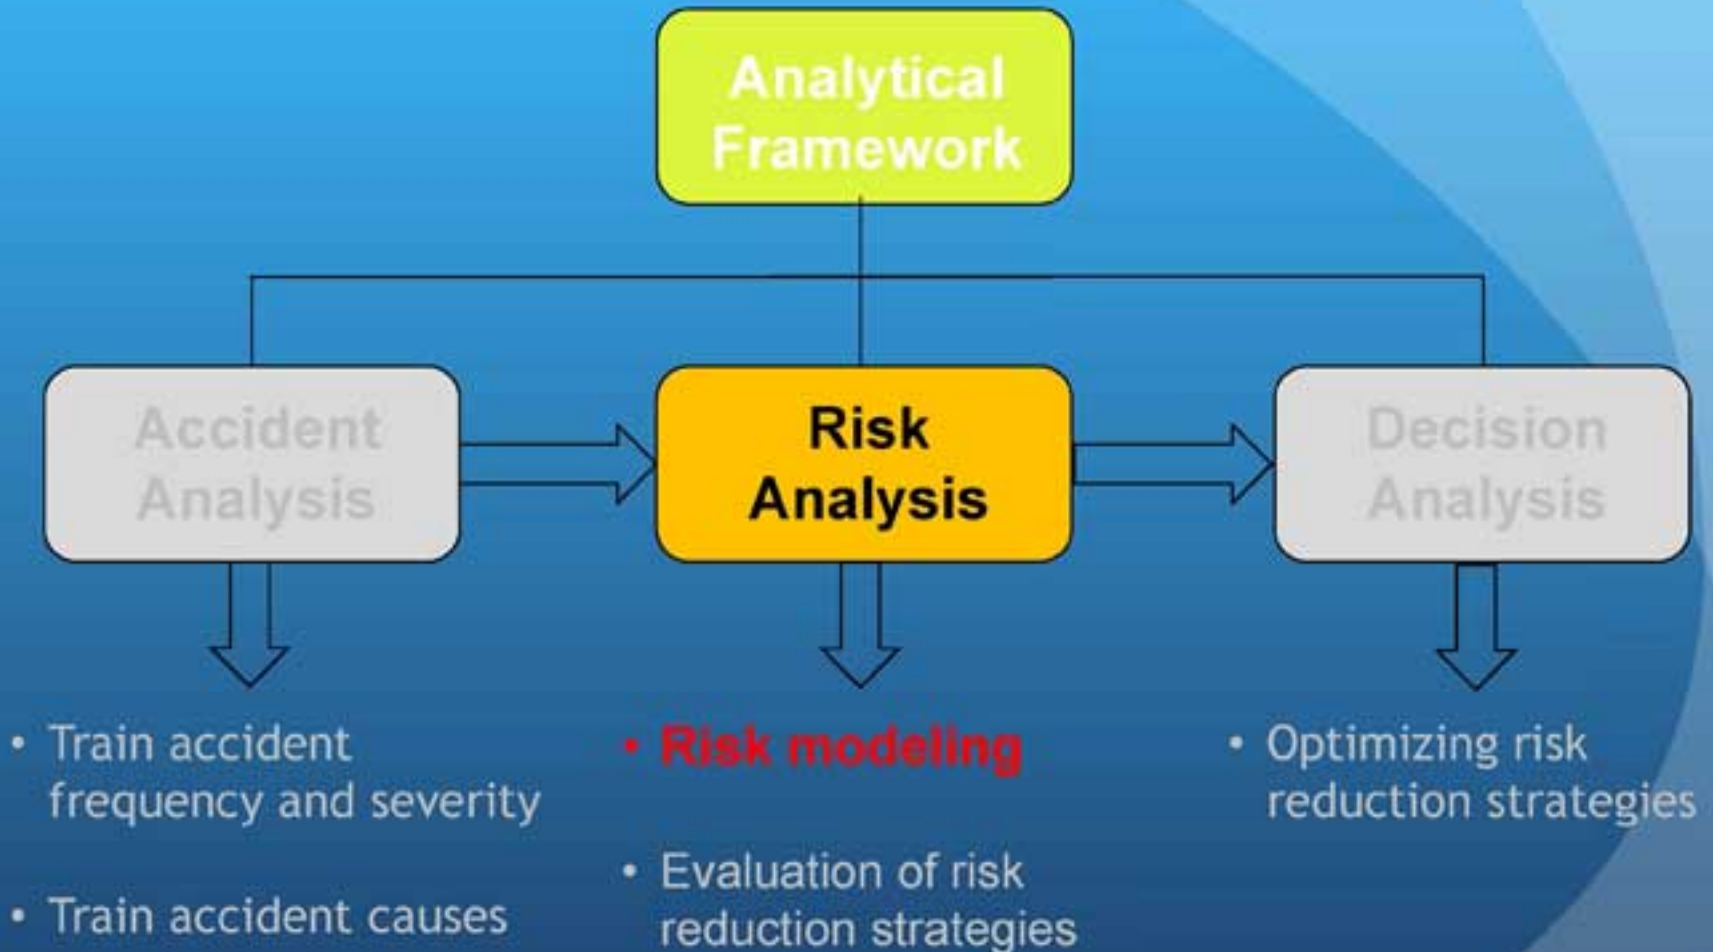 Analytical
Framework
Accident
Analysis
Risk
Analysis
Decision
Analysis
• Train accident
frequency and severity
• Train accident causes
• Risk modeling
• Evaluation of risk
reduction strategies
• Optimizing risk
reduction strategies